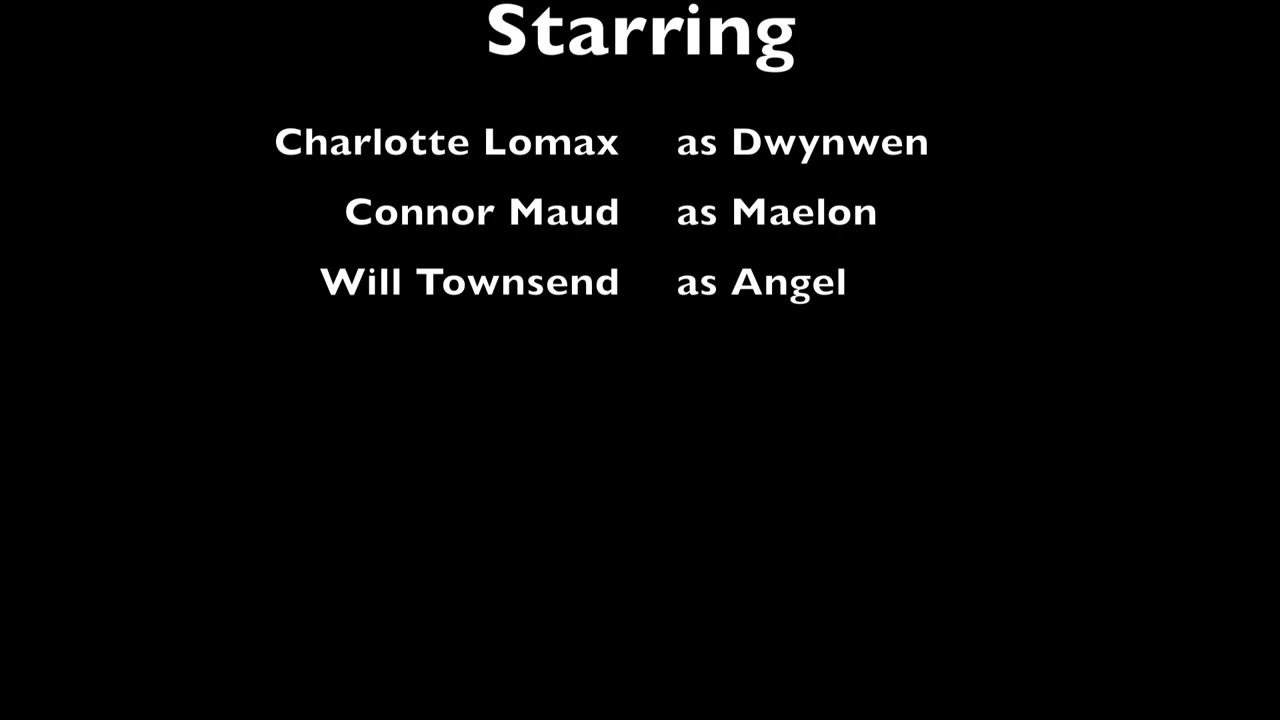 Starring
Charlotte Lomax as Dwynwen
Connor Maud as Maelon
Will Townsend as Angel